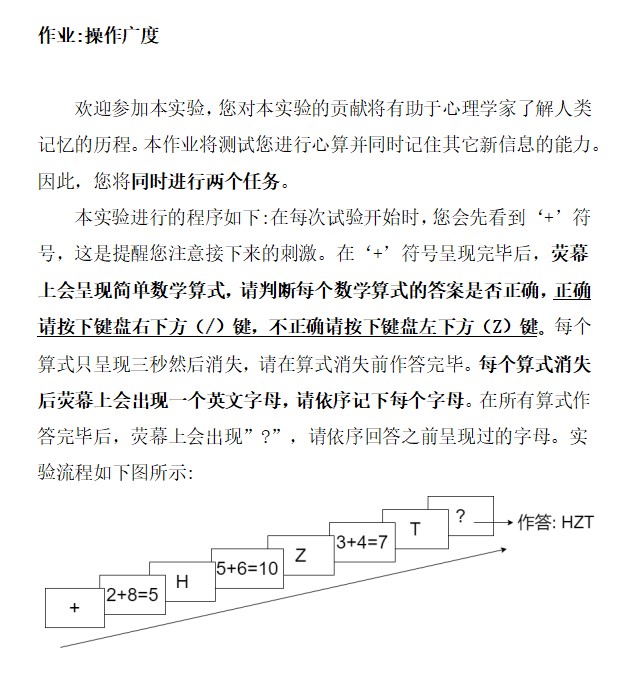 作业:操作广度
欢迎参加本实验,您对本实验的贡献将有助于心理学家了解人类
记忆的历程。本作业将测试您进行心算并同时记住其它新信息的能力。
因此，您将同时进行两个任务。
本实验进行的程序如下:在每次试验开始时,您会先看到‘+’符
号，这是提醒您注意接下来的刺激。在‘+’符号呈现完毕后，荧幕
上会呈现简单数学算式，请判断每个数学算式的答案是否正确，正确
请按下键盘右下方（/）键，不正确请按下键盘左下方（Z）键。每个
算式只呈现三秒然后消失，请在算式消失前作答完毕。每个算式消失
后荧幕上会出现一个英文字母，请依序记下每个字母。在所有算式作
答完毕后，荧幕上会出现”?”，请依序回答之前呈现过的字母。实
验流程如下图所示:
+
2+8=5
H
5+6=10
Z
3+4=7
T
?
作答: HZT